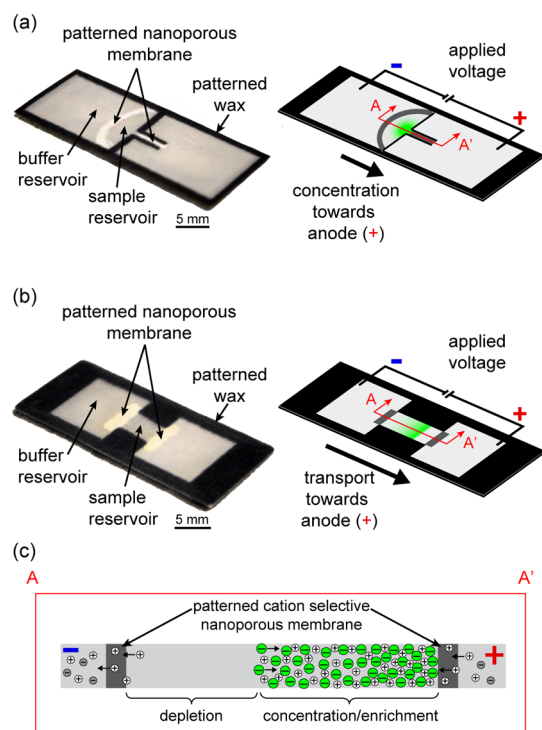 (a)
patterned nanoporous
membrane
patterned
wax
buffer
reservoir
sample
reservoir
5 mm
applied
voltage
−
+
A
A'
concentration
towards
anode (+)
(b)
patterned nanoporous
membrane
patterned
wax
buffer
reservoir
sample
reservoir
5 mm
applied
voltage
−
+
A
A'
transport
towards
anode (+)
(c)
A
A'
patterned cation selective
nanoporous membrane
−
+
depletion
concentration/enrichment